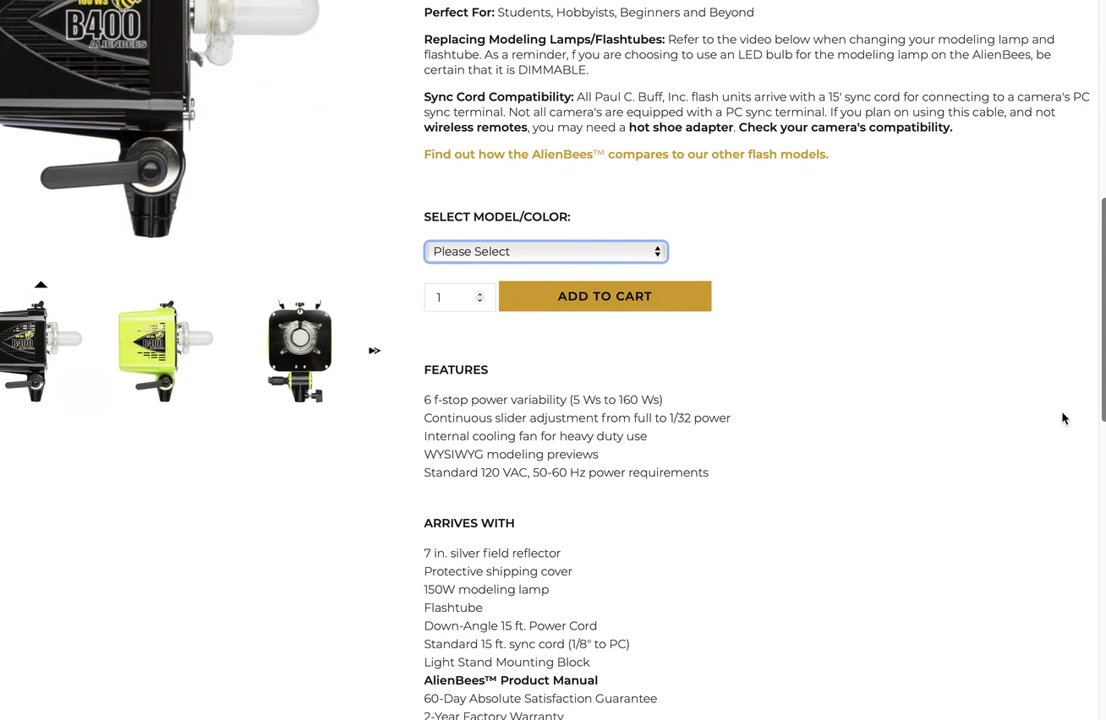 160 WS
B400
ALIENBEES
Perfect For: Students, Hobbyists, Beginners and Beyond
Replacing Modeling Lamps/Flashtubes: Refer to the video below when changing your modeling lamp and
flashtube. As a reminder, f you are choosing to use an LED bulb for the modeling lamp on the AlienBees, be
certain that it is DIMMABLE.
Sync Cord Compatibility: All Paul C. Buff, Inc. flash units arrive with a 15' sync cord for connecting to a camera's PC
sync terminal. Not all camera's are equipped with a PC sync terminal. If you plan on using this cable, and not
wireless remotes, you may need a hot shoe adapter. Check your camera's compatibility.
Find out how the AlienBees™ compares to our other flash models.
SELECT MODEL/COLOR:
Please Select
1
ADD TO CART
FEATURES
6 f-stop power variability (5 Ws to 160 Ws)
Continuous slider adjustment from full to 1/32 power
Internal cooling fan for heavy duty use
WYSIWYG modeling previews
Standard 120 VAC, 50-60 Hz power requirements
ARRIVES WITH
7 in. silver field reflector
Protective shipping cover
150W modeling lamp
Flashtube
Down-Angle 15 ft. Power Cord
Standard 15 ft. sync cord (1/8" to PC)
Light Stand Mounting Block
AlienBees™ Product Manual
60-Day Absolute Satisfaction Guarantee
2-Year Factory Warranty